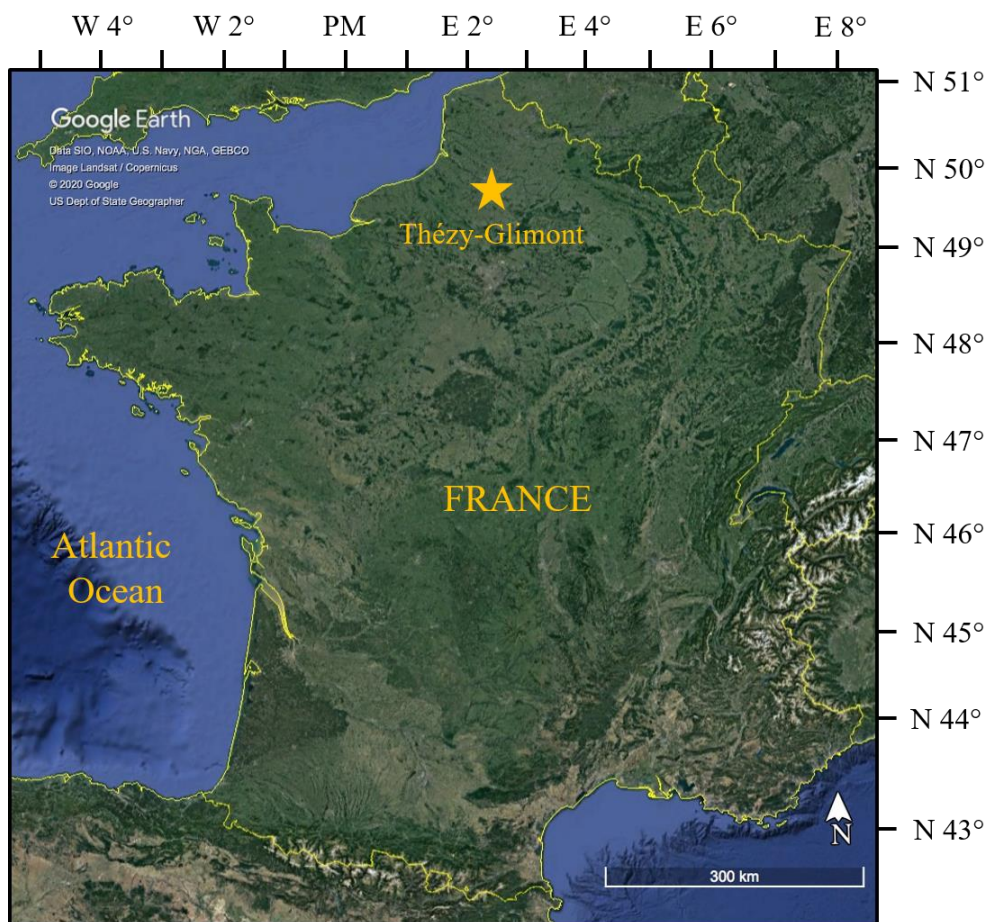 W 4° W 2° PM E 2° E 4° E 6° E 8°
N 51°
Google Earth
Data SIO, NOAA, U.S. Navy, NGA, GEBCO
Image Landsat / Copernicus
© 2020 Google
US Dept of State Geographer
N 50°
Thézy-Glimont
N 49°
N 48°
N 47°
FRANCE
N 46°
Atlantic
Ocean
N 45°
N 44°
N 43°
N
300 km